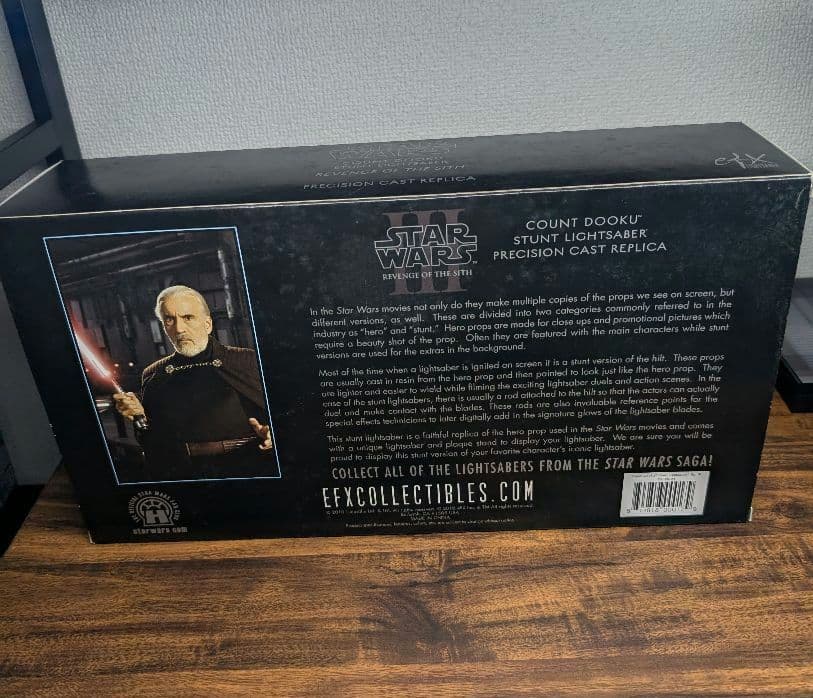 REVENGE OF THE SITH
PRECISION CAST REPLICA
efx
III
STAR
WARS
REVENGE OF THE SITH
COUNT DOOKU™
STUNT LIGHTSABER
PRECISION CAST REPLICA
In the Star Wars movies not only do they make multiple copies of the props we see on screen, but
different versions, as well. These are divided into two categories commonly referred to in the
industry as "hero" and "stunt." Hero props are made for close ups and promotional pictures which
require a beauty shot of the prop. Often they are featured with the main characters while stunt
versions are used for the extras in the background.
Most of the time when a lightsaber is ignited on screen it is a stunt version of the hilt. These props
are usually cast in resin from the hero prop and then painted to look just like the hero prop. They
are lighter and easier to wield while filming the exciting lightsaber duels and action scenes. In the
case of the stunt lightsabers, there is usually a rod attached to the hilt so that the actors can actually
duel and make contact with the blades. These rods are also invaluable reference points for the
special effects technicians to later digitally add in the signature glows of the lightsaber blades.
This stunt lightsaber is a faithful replica of the hero prop used in the Star Wars movies and comes
with a unique lightsaber and plaque stand to display your lightsaber. We are sure you will be
proud to display this stunt version of your favorite character's iconic lightsaber.
COLLECT ALL OF THE LIGHTSABERS FROM THE STAR WARS SAGA!
EFXCOLLECTIBLES.COM
MADE IN CHINA
starwars.com